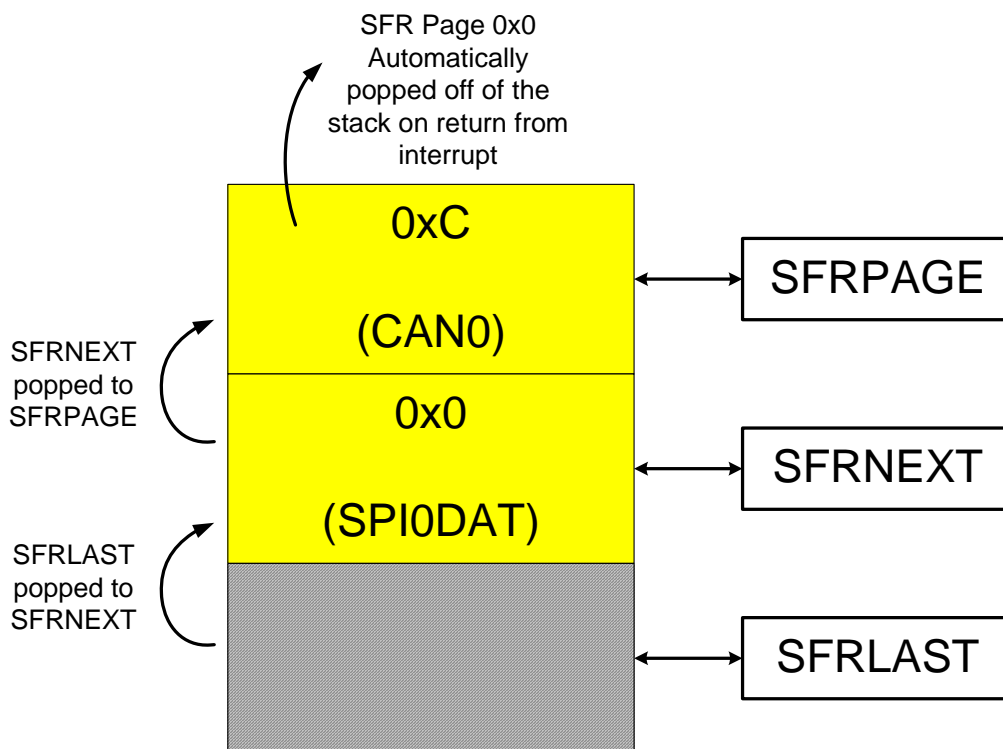 SFR Page 0x0
Automatically
popped off of the
stack on return from
interrupt
0xC
(CAN0)
SFRPAGE
SFRNEXT
popped to
SFRPAGE
0x0
(SPI0DAT)
SFRNEXT
SFRLAST
popped to
SFRNEXT
SFRLAST